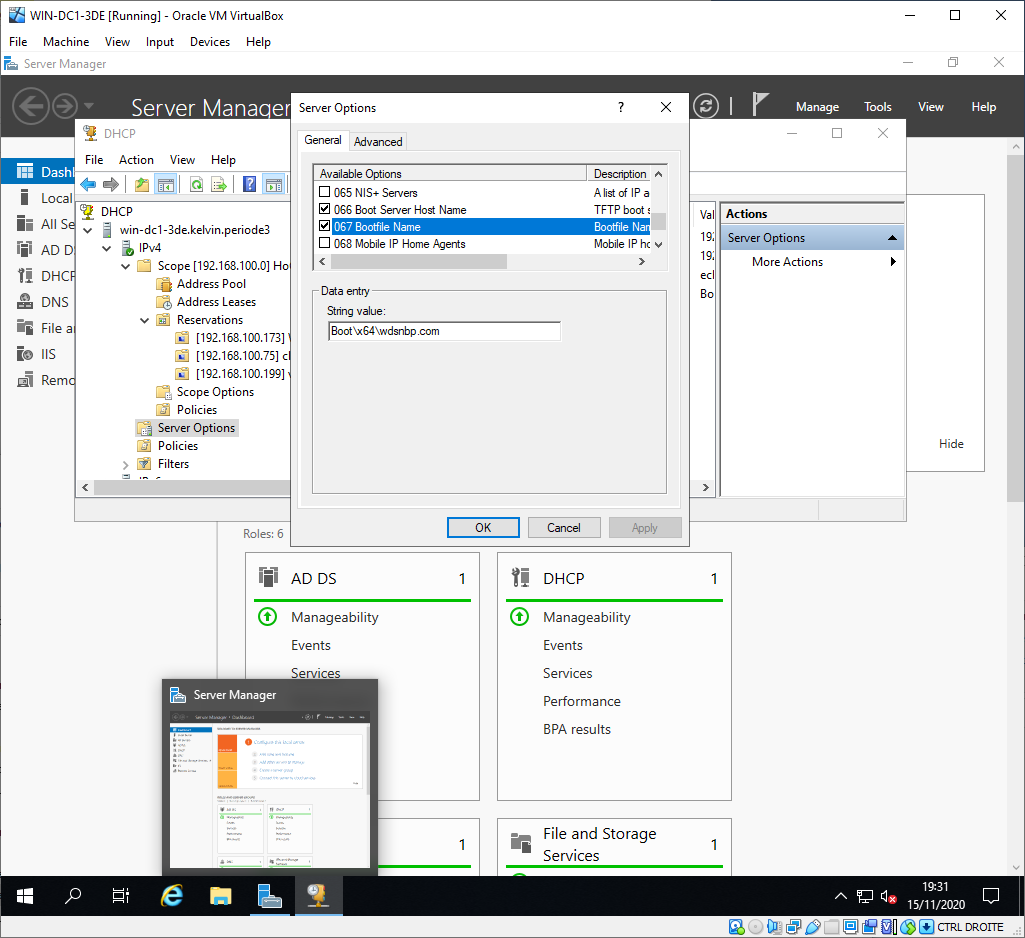 WIN-DC1-3DE [Running] - Oracle VM VirtualBox
File Machine View Input Devices Help
Server Manager
Server Manager
Manage Tools View Help
DHCP
File Action View Help
DHCP
win-dc1-3de.kelvin.periode3
IPv4
Scope [192.168.100.0] Ho
Address Pool
Address Leases
Reservations
[192.168.100.173]
[192.168.100.75] cl
[192.168.100.199]
Scope Options
Policies
Server Options
Policies
Filters
Dashl
Local
All Se
AD D
DHCP
DNS
File a
IIS
Remo
Server Options
General Advanced
Available Options Description
065 NIS+ Servers A list of IP a
066 Boot Server Host Name TFTP boot s
067 Bootfile Name Bootfile Nan
068 Mobile IP Home Agents Mobile IP ho
Data entry
String value:
Boot\x64\wdsnbp.com
OK Cancel Apply
Val
192
192
ecl
Bo
Actions
Server Options
More Actions
Hide
Roles: 6
AD DS 1
Manageability
Events
Services
DHCP 1
Manageability
Events
Services
Performance
BPA results
Server Manager
1
File and Storage
Services 1
19:31
15/11/2020
CTRL DROITE